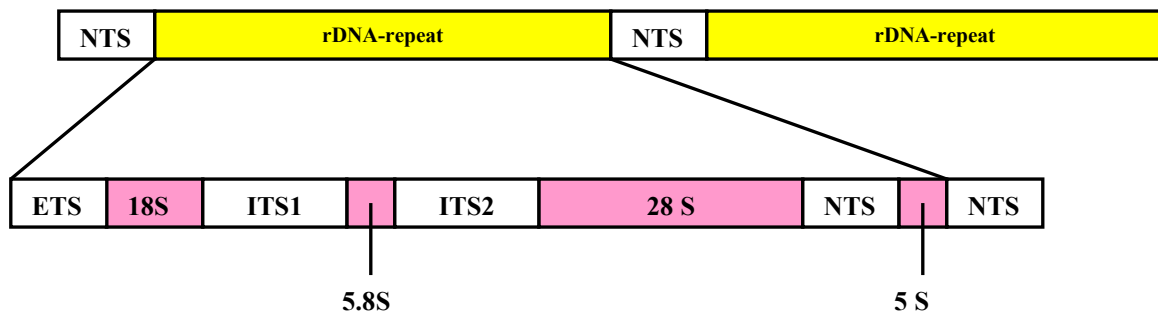 NTS rDNA-repeat NTS rDNA-repeat
ETS 18S ITS1 ITS2 28 S NTS NTS
5.8S 5 S